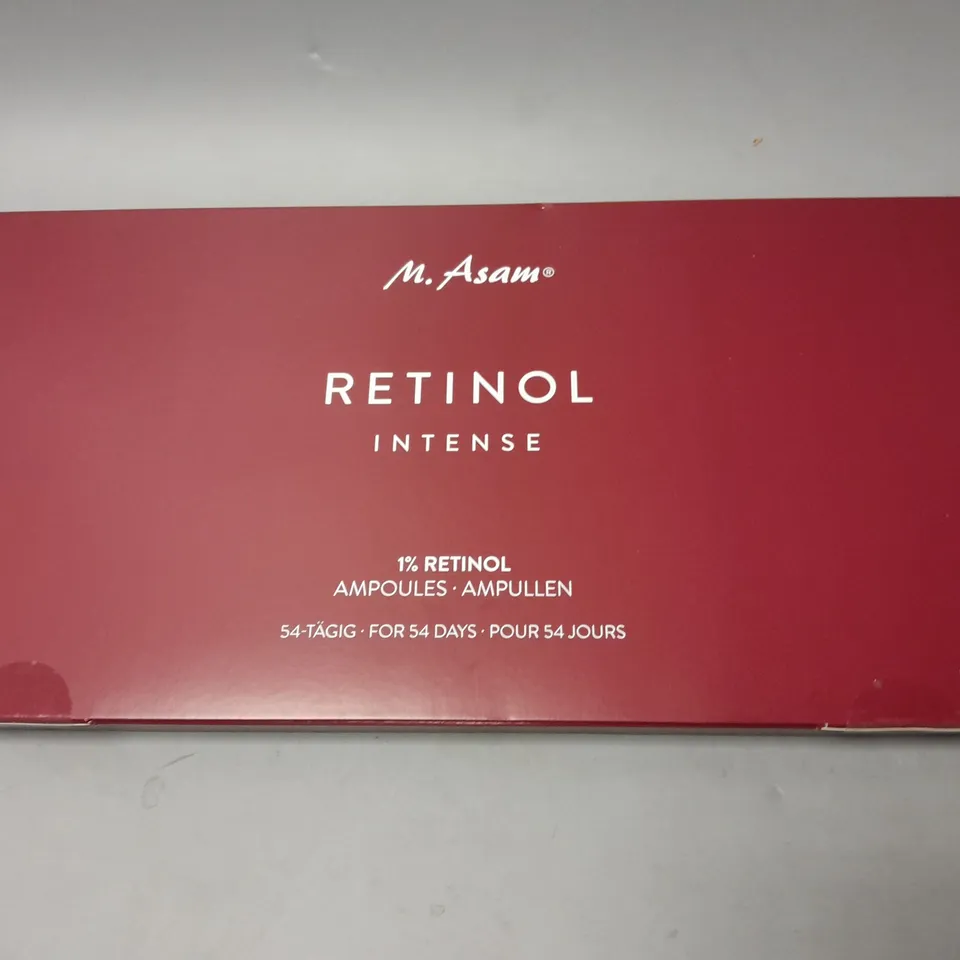 M. Asam®
RETINOL
INTENSE
1% RETINOL
AMPOULES · AMPULLEN
54-TÄGIG · FOR 54 DAYS · POUR 54 JOURS